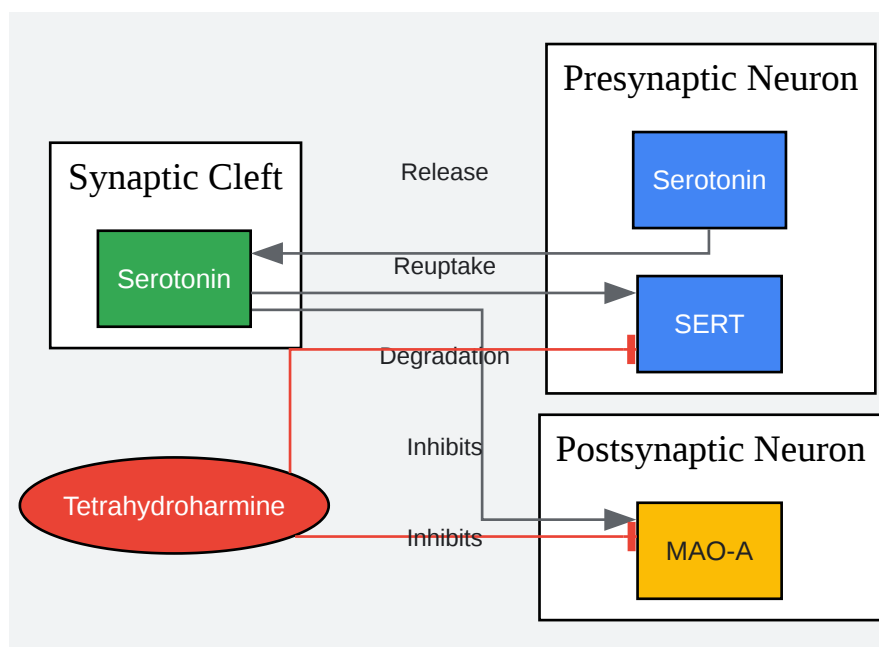 Presynaptic Neuron
Synaptic Cleft
Release
Serotonin
Serotonin
Reuptake
SERT
Degradation
Inhibits
Postsynaptic Neuron
Tetrahydroharmine
Inhibits
MAO-A